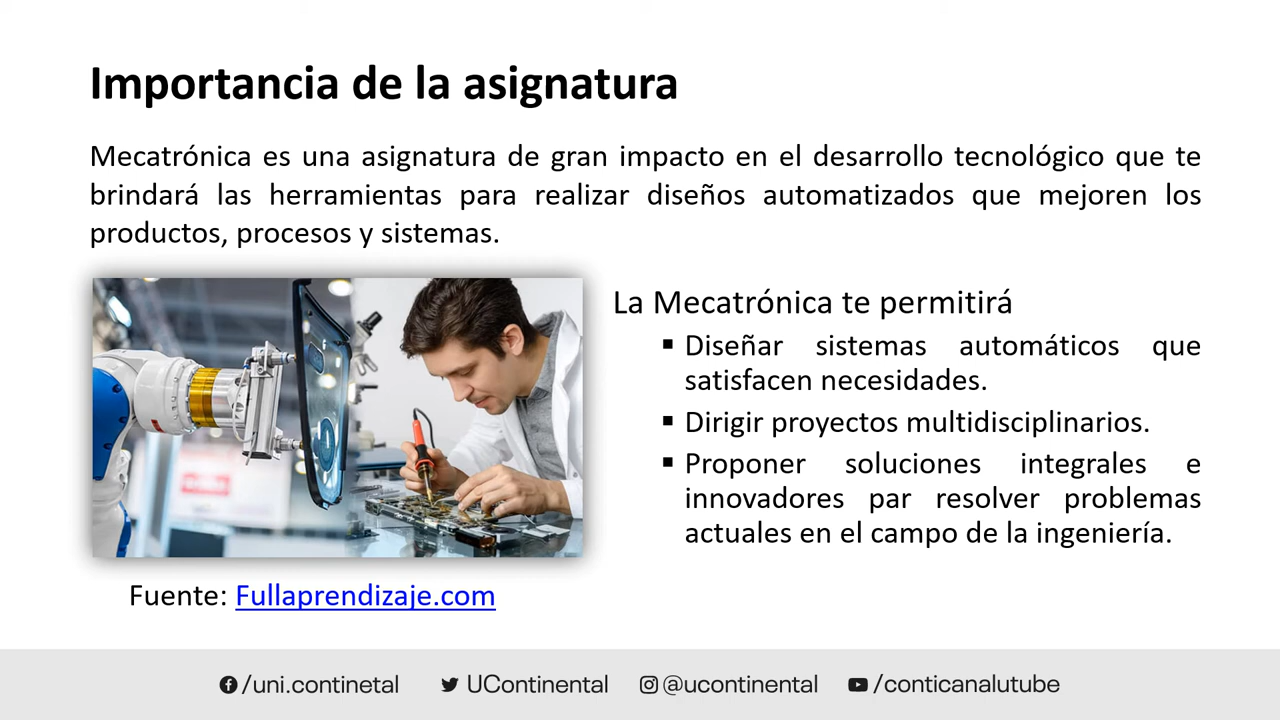 Importancia de la asignatura
Mecatrónica es una asignatura de gran impacto en el desarrollo tecnológico que te
brindará las herramientas para realizar diseños automatizados que mejoren los
productos, procesos y sistemas.
La Mecatrónica te permitirá
▪ Diseñar sistemas automáticos que
satisfacen necesidades.
▪ Dirigir proyectos multidisciplinarios.
▪ Proponer soluciones integrales e
innovadores par resolver problemas
actuales en el campo de la ingeniería.
Fuente: Fullaprendizaje.com
/uni.continetal UContinental @ucontinental /conticanalutube